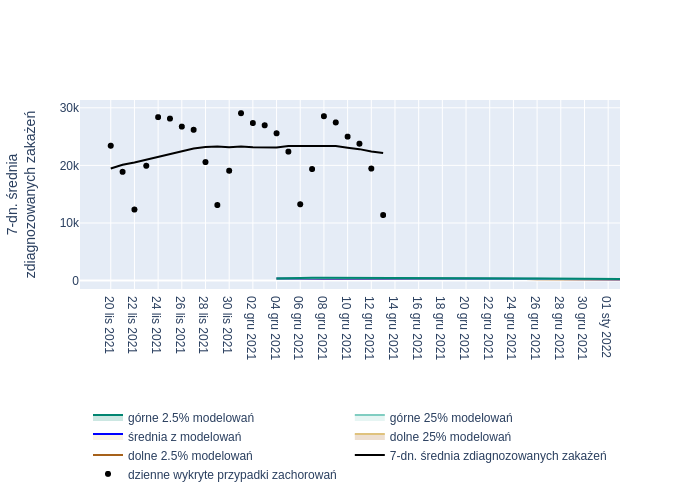 30k
20k
10k
0
7-dn. średnia
zdiagnozowanych zakażeń
20 lis 2021
22 lis 2021
24 lis 2021
26 lis 2021
28 lis 2021
30 lis 2021
02 gru 2021
04 gru 2021
06 gru 2021
08 gru 2021
10 gru 2021
12 gru 2021
14 gru 2021
16 gru 2021
18 gru 2021
20 gru 2021
22 gru 2021
24 gru 2021
26 gru 2021
28 gru 2021
30 gru 2021
01 sty 2022
górne 2.5% modelowań
górne 25% modelowań
średnia z modelowań
dolne 25% modelowań
dolne 2.5% modelowań
7-dn. średnia zdiagnozowanych zakażeń
dzienne wykryte przypadki zachorowań